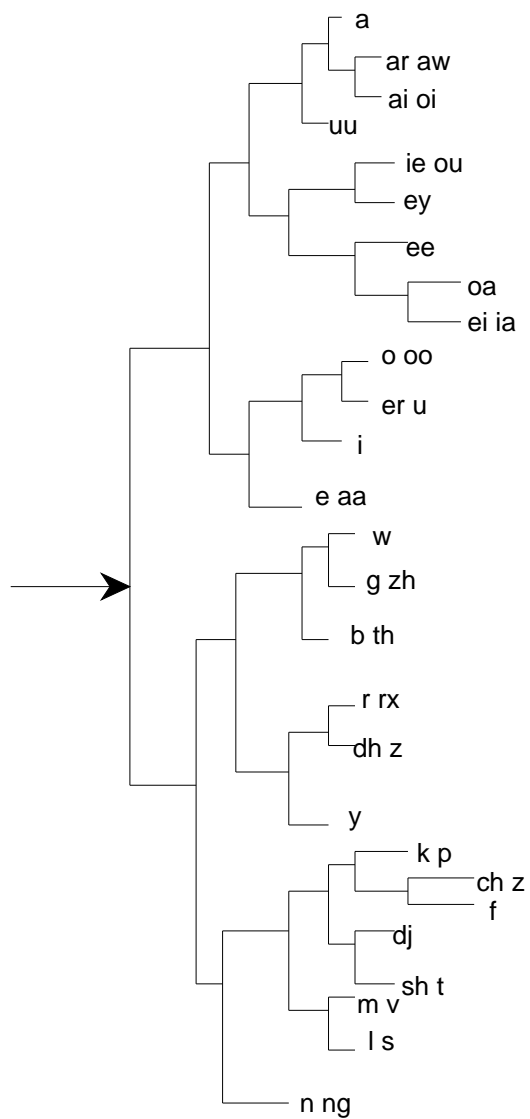 a
ar aw
ai oi
uu
ie ou
ey
ee
oa
ei ia
o oo
er u
i
e aa
w
g zh
b th
r rx
dh z
y
k p
ch z
f
dj
sh t
m v
l s
n ng